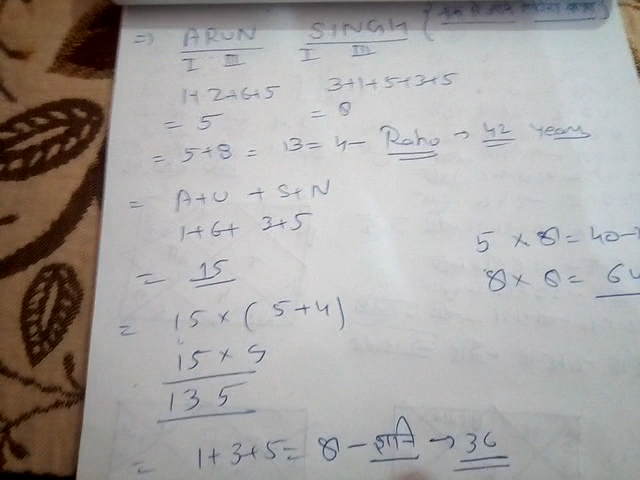 ⇒ ARUN SINGH {
I III I III
1+2+6+5 3+1+5+3+5
= 5 = 8
= 5+8 = 13 = 4 - Raho → 42 years
= A+U + S+N
1+6+ 3+5
= 15
5 × 8 = 40
8 × 8 = 64
= 15 × (5+4)
15 × 9
135
= 1+3+5 = 8 - शनि → 36